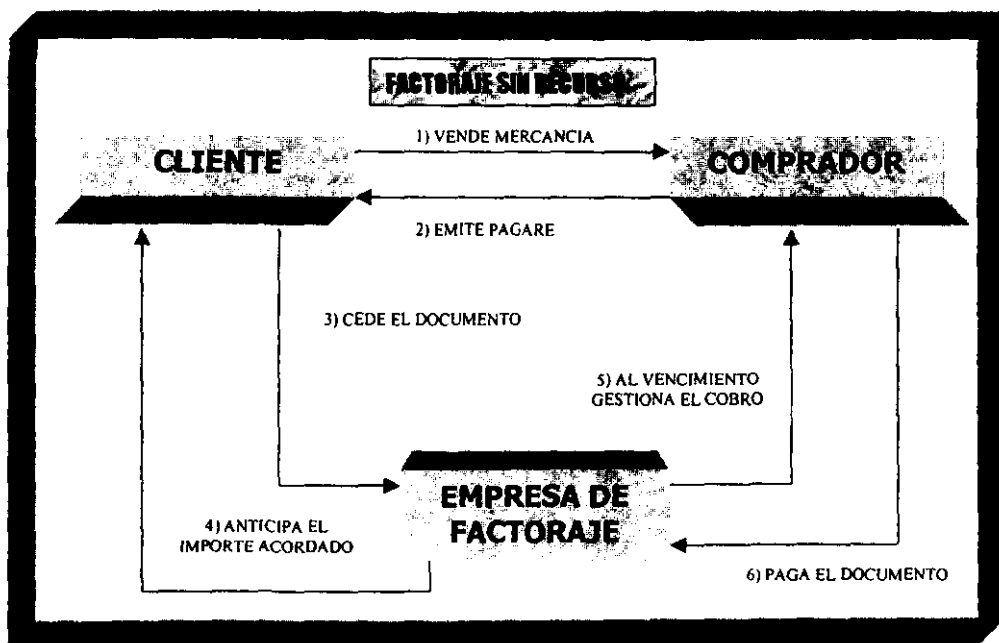 FACTORAJE SIN RECURSO
1) VENDE MERCANCIA
CLIENTE
COMPRADOR
2) EMITE PAGARE
3) CEDE EL DOCUMENTO
5) AL VENCIMIENTO
GESTIONA EL COBRO
EMPRESA DE
FACTORAJE
4) ANTICIPA EL
IMPORTE ACORDADO
6) PAGA EL DOCUMENTO